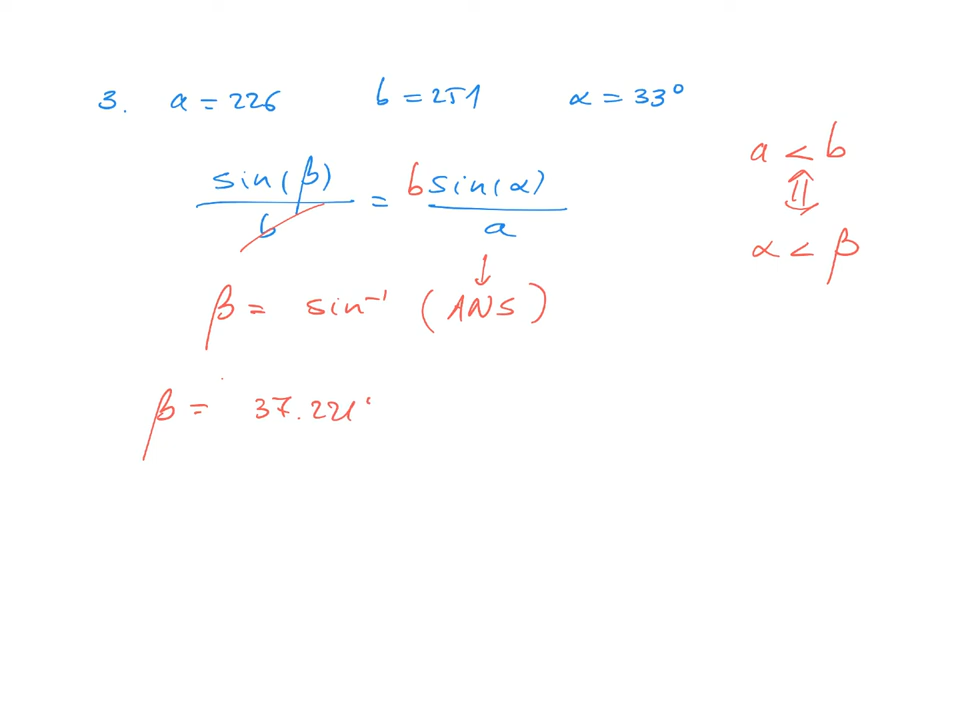 3. a = 226 b = 251 α = 33°
a < b
⇕
α < β
sin(β)/b = b sin(α)/a
↓
β = sin⁻¹ (ANS)
β = 37.221°